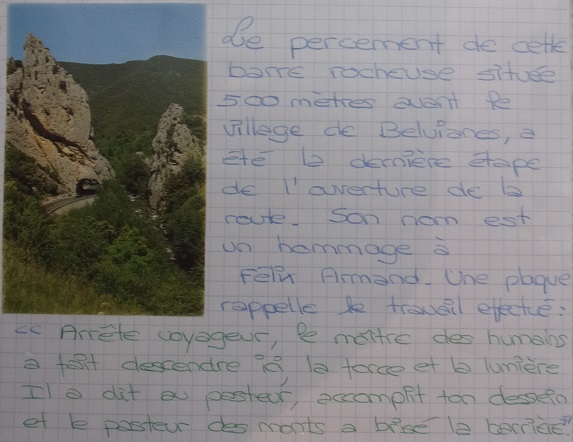 Le percement de cette
barre rocheuse située
500 mètres avant le
village de Belvianes, a
été la dernière étape
de l'ouverture de la
route. Son nom est
un hommage à
Félix Armand. Une plaque
rappelle le travail effectué :
<< Arrête voyageur, le maître des humains
a fait descendre ici la force et la lumière
Il a dit au pasteur, accomplit ton dessein
et le pasteur des monts a brisé la barrière."